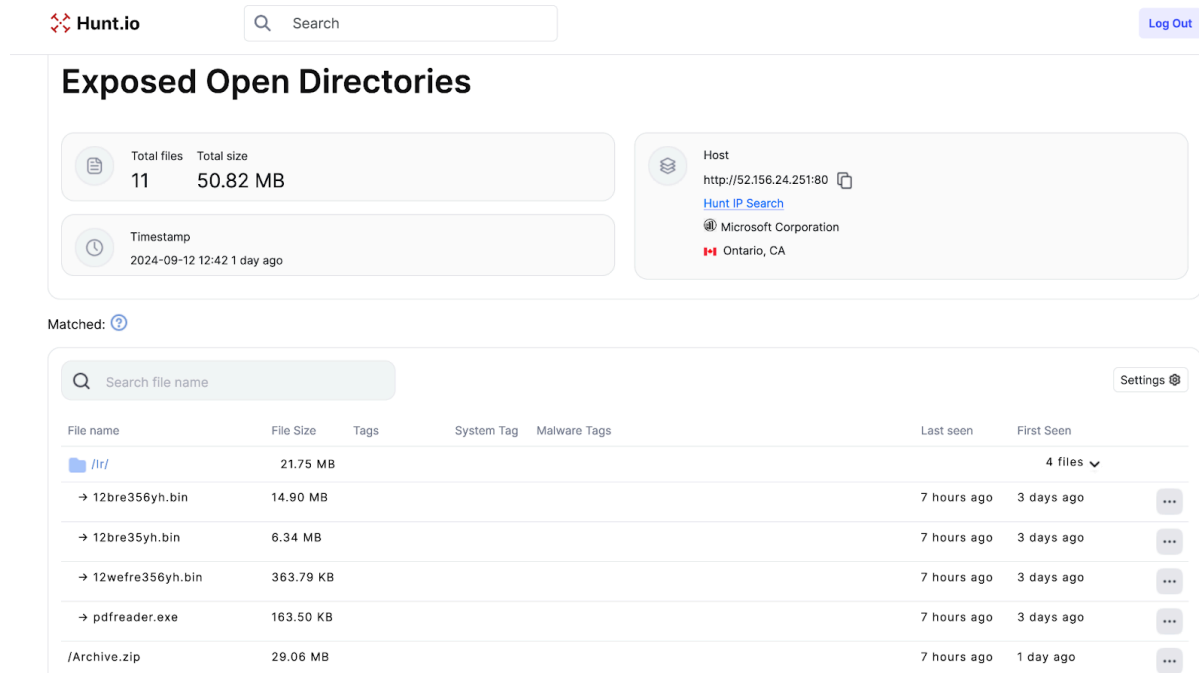 Hunt.io
Search
Log Out
Exposed Open Directories
Total files Total size
11 50.82 MB
Timestamp
2024-09-12 12:42 1 day ago
Host
http://52.156.24.251:80
Hunt IP Search
Microsoft Corporation
Ontario, CA
Matched: ?
Search file name
Settings
File name File Size Tags System Tag Malware Tags Last seen First Seen
/lr/ 21.75 MB 4 files
→ 12bre356yh.bin 14.90 MB 7 hours ago 3 days ago ...
→ 12bre35yh.bin 6.34 MB 7 hours ago 3 days ago ...
→ 12wefre356yh.bin 363.79 KB 7 hours ago 3 days ago ...
→ pdfreader.exe 163.50 KB 7 hours ago 3 days ago ...
/Archive.zip 29.06 MB 7 hours ago 1 day ago ...